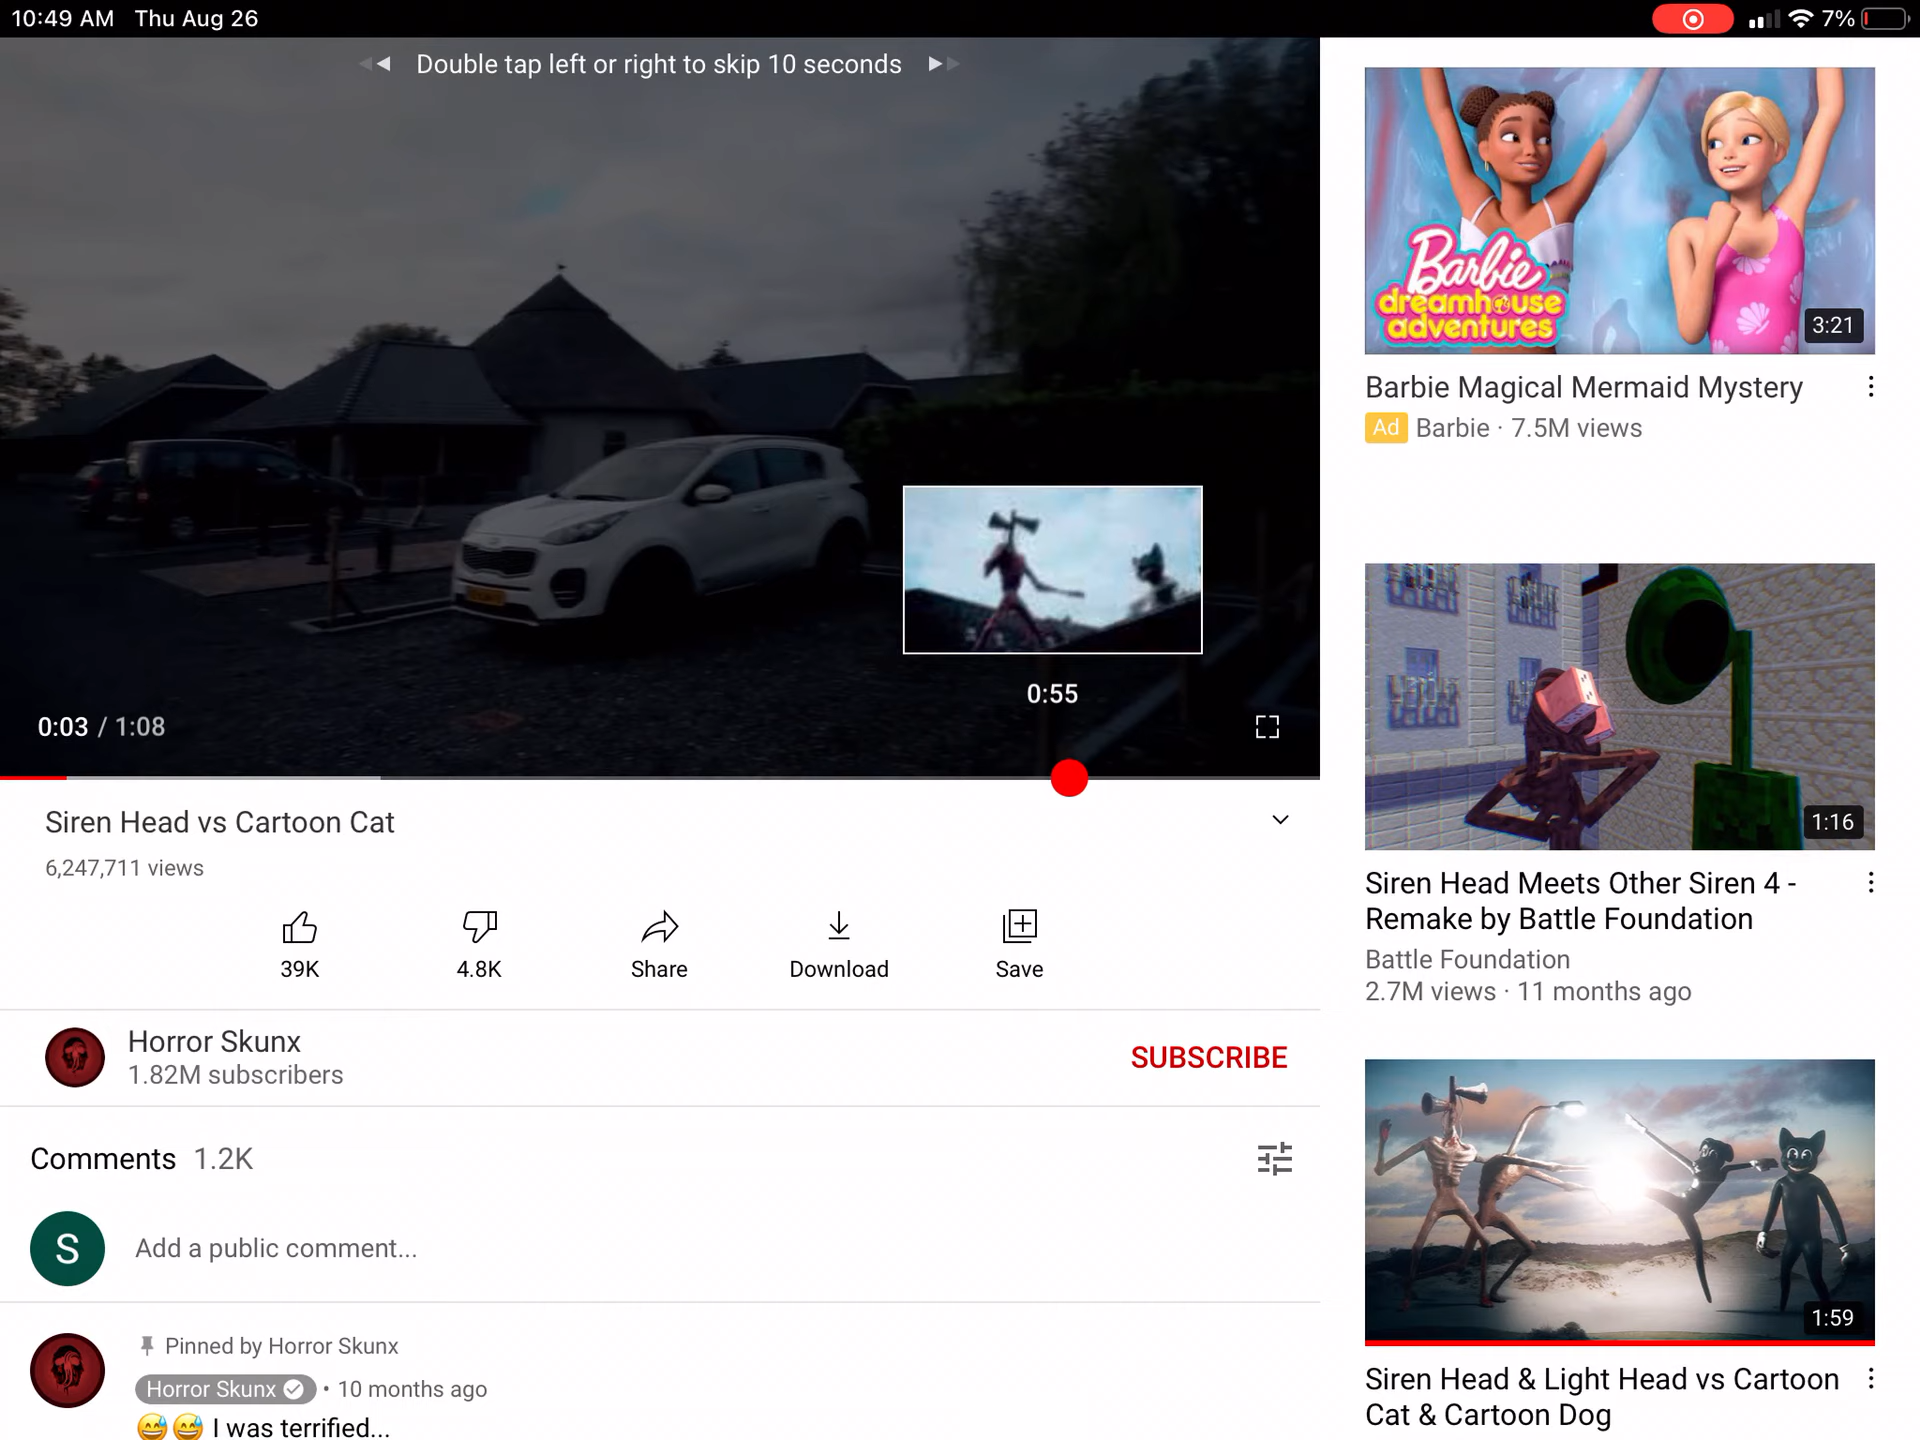 10:49 AM Thu Aug 26
7%
Double tap left or right to skip 10 seconds
0:55
0:03 / 1:08
Siren Head vs Cartoon Cat
6,247,711 views
39K
4.8K
Share
Download
Save
Horror Skunx
1.82M subscribers
SUBSCRIBE
Comments 1.2K
S
Add a public comment...
Pinned by Horror Skunx
Horror Skunx • 10 months ago
😅😅 I was terrified...
Barbie
dreamhouse
adventures
3:21
Barbie Magical Mermaid Mystery
Ad Barbie · 7.5M views
1:16
Siren Head Meets Other Siren 4 -
Remake by Battle Foundation
Battle Foundation
2.7M views · 11 months ago
1:59
Siren Head & Light Head vs Cartoon
Cat & Cartoon Dog